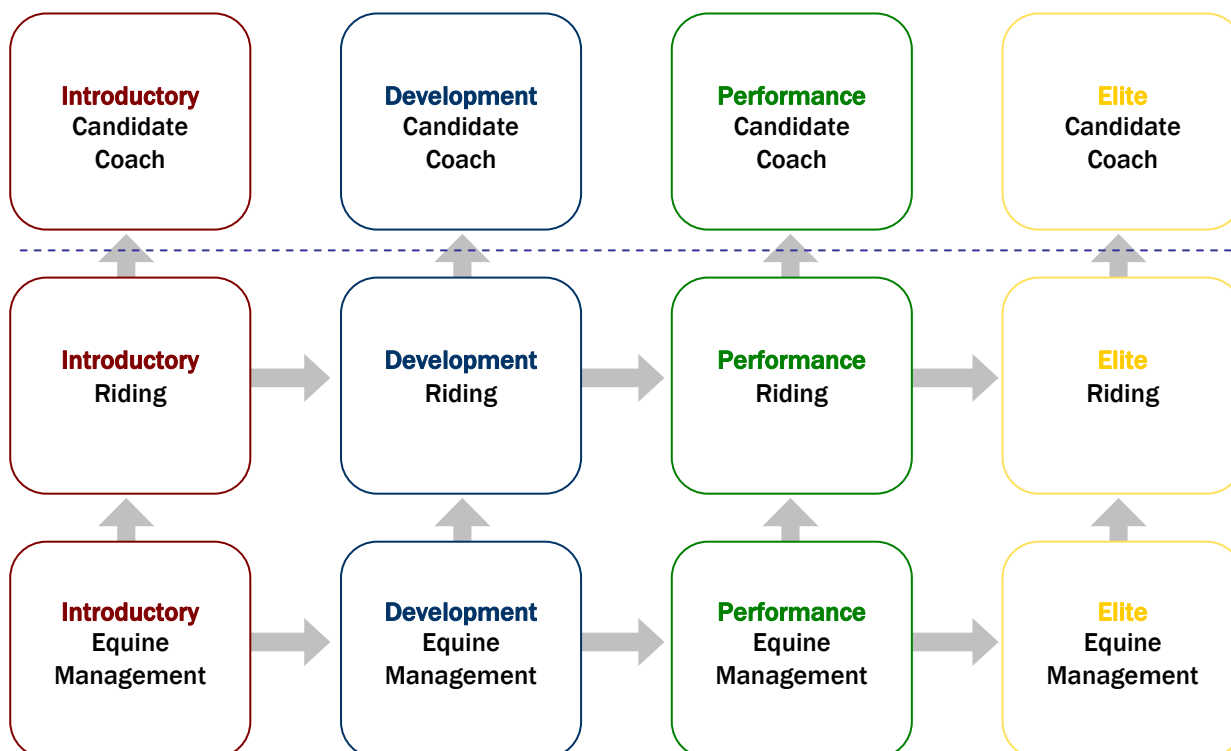 Introductory
Candidate
Coach
Development
Candidate
Coach
Performance
Candidate
Coach
Elite
Candidate
Coach
Introductory
Riding
Development
Riding
Performance
Riding
Elite
Riding
Introductory
Equine
Management
Development
Equine
Management
Performance
Equine
Management
Elite
Equine
Management